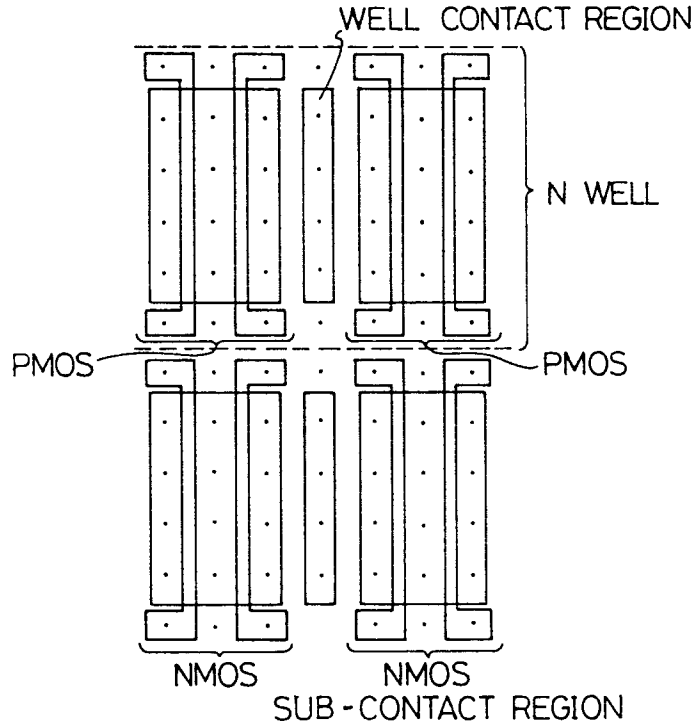 WELL CONTACT REGION
N WELL
PMOS
PMOS
NMOS
NMOS
SUB-CONTACT REGION